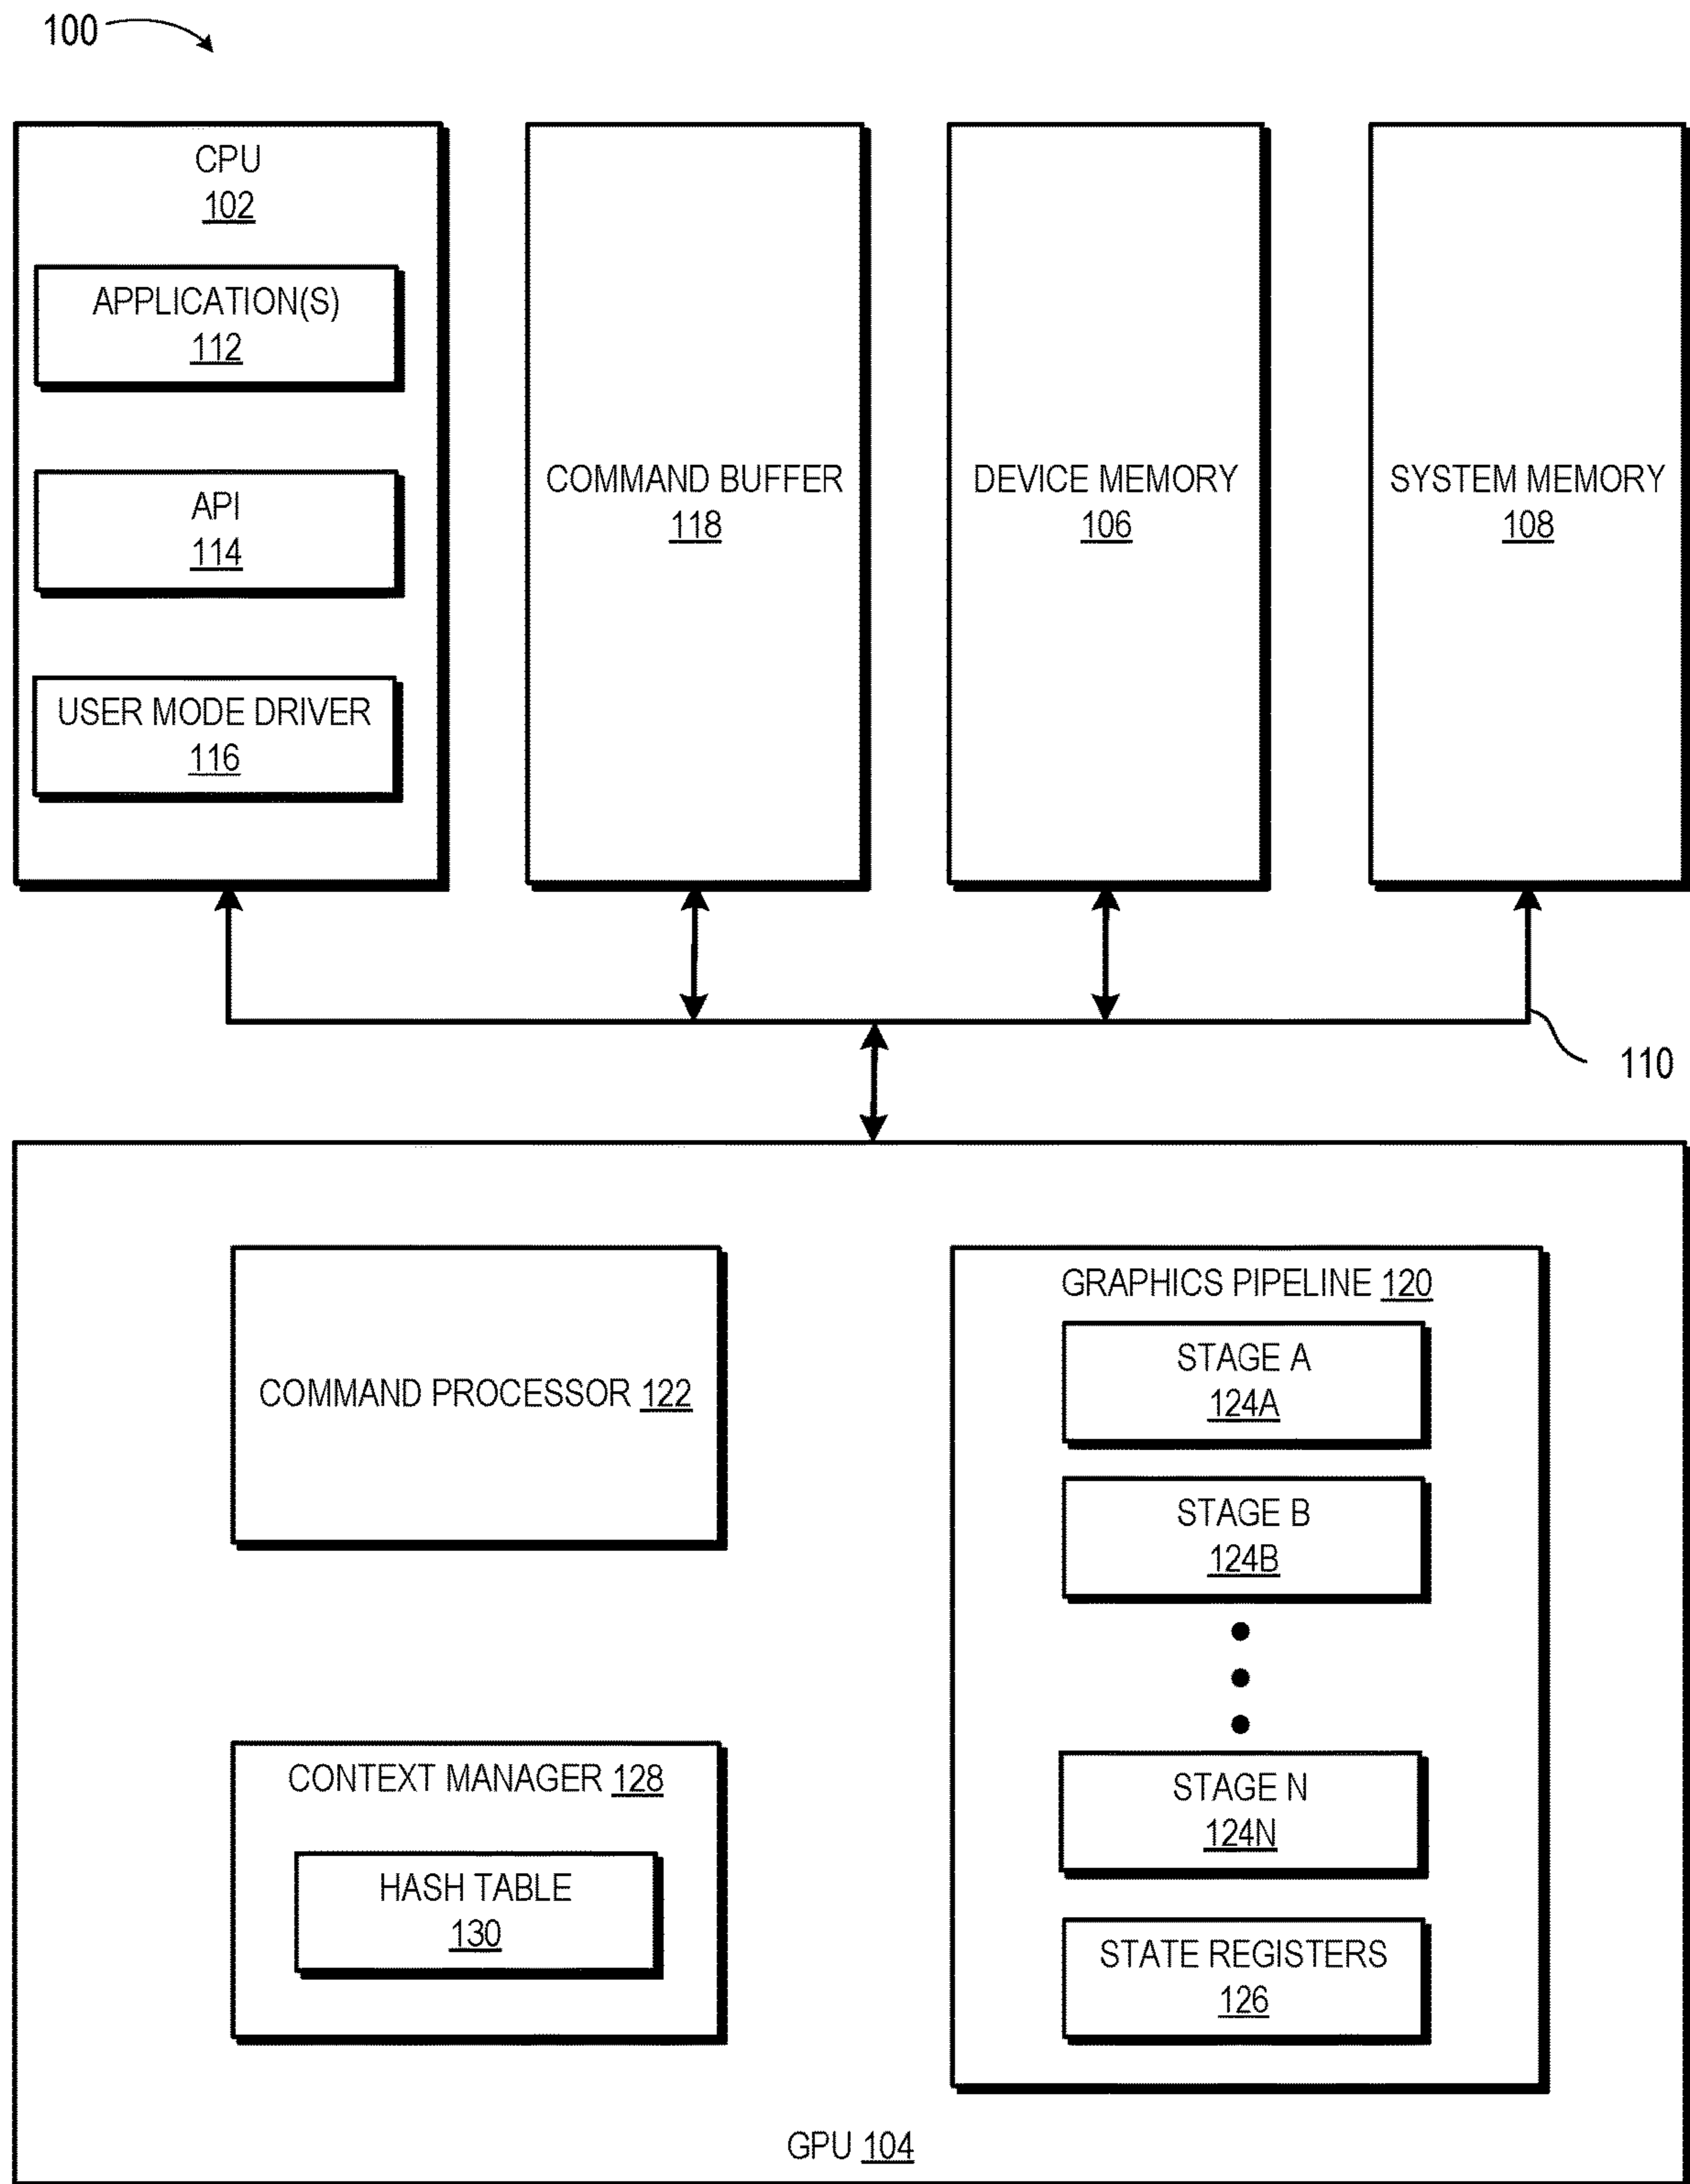 100
CPU
102
APPLICATION(S)
112
API
114
USER MODE DRIVER
116
COMMAND BUFFER
118
DEVICE MEMORY
106
SYSTEM MEMORY
108
110
COMMAND PROCESSOR 122
CONTEXT MANAGER 128
HASH TABLE
130
GRAPHICS PIPELINE 120
STAGE A
124A
STAGE B
124B
STAGE N
124N
STATE REGISTERS
126
GPU 104